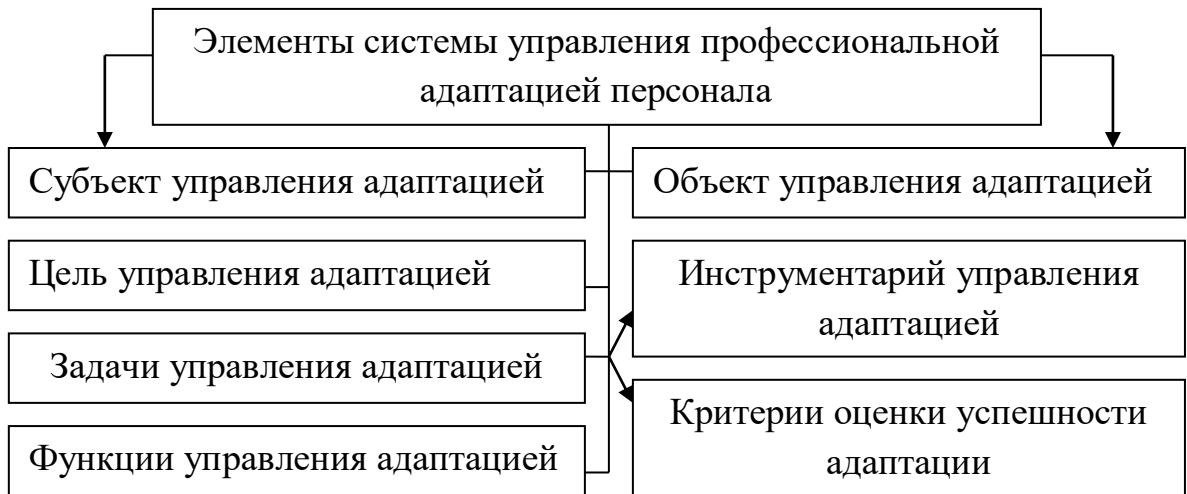 Элементы системы управления профессиональной
адаптацией персонала
Субъект управления адаптацией
Объект управления адаптацией
Цель управления адаптацией
Инструментарий управления
адаптацией
Задачи управления адаптацией
Критерии оценки успешности
адаптации
Функции управления адаптацией